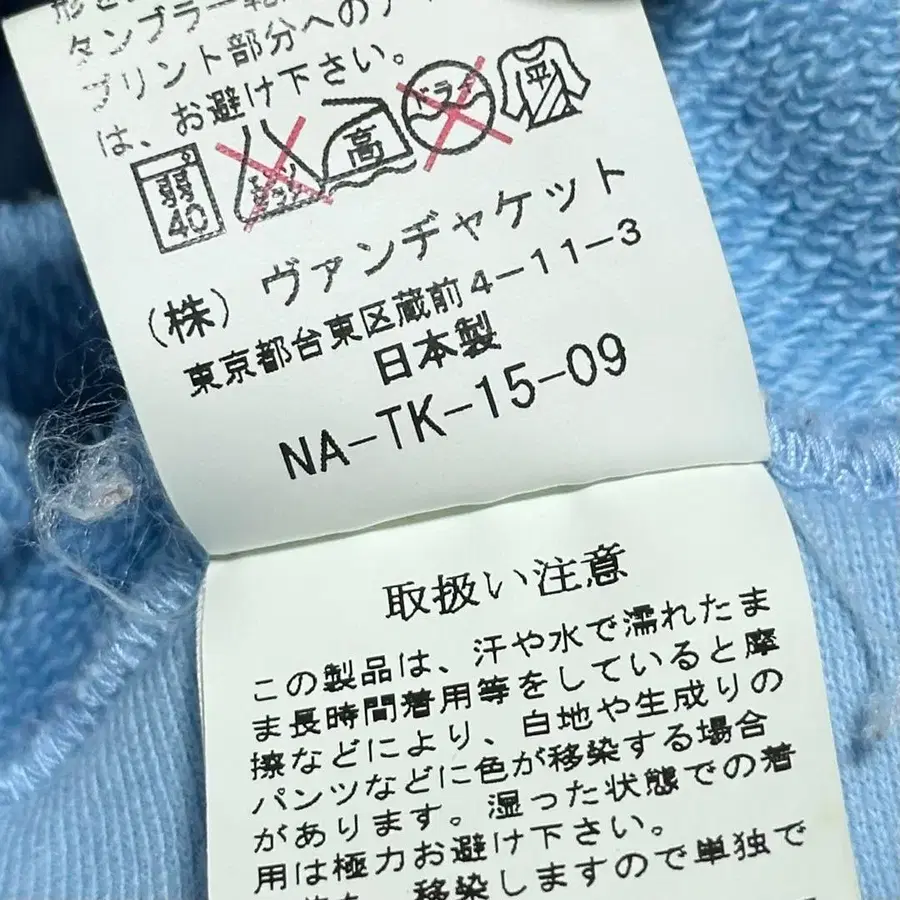 タンブラー
プリント部分への
は、お避け下さい。
弱
40
エンソ
サラシ
高
ドライ
平
(株) ヴァンヂャケット
東京都台東区蔵前4-11-3
日本製
NA-TK-15-09
取扱い注意
この製品は、汗や水で濡れたま
ま長時間着用等をしていると摩
擦などにより、白地や生成りの
パンツなどに色が移染する場合
があります。湿った状態での着
用は極力お避け下さい。
移染しますので単独で